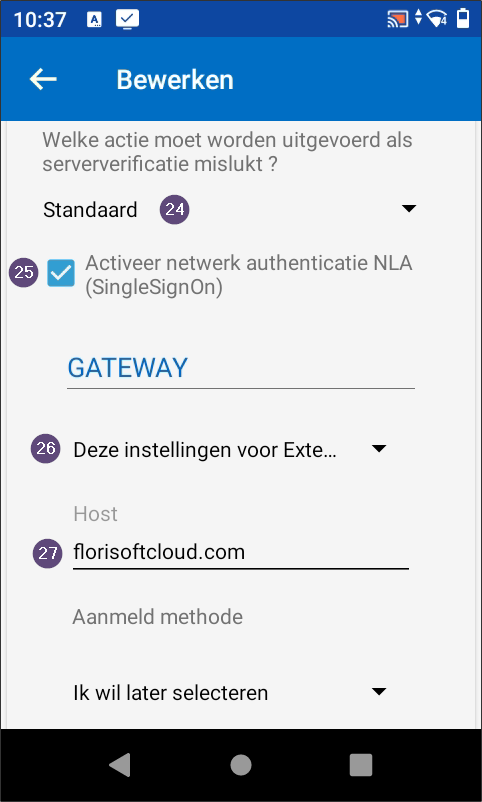 10:37 A 4
Bewerken
Welke actie moet worden uitgevoerd als
serververificatie mislukt ?
Standaard 24
25 Activeer netwerk authenticatie NLA
(SingleSignOn)
GATEWAY
26 Deze instellingen voor Exte...
Host
27 florisoftcloud.com
Aanmeld methode
Ik wil later selecteren